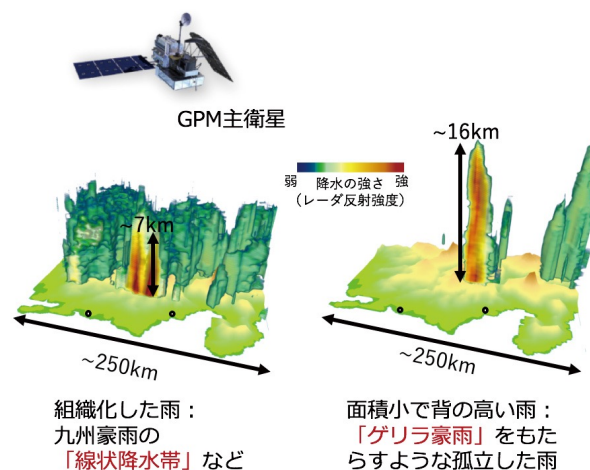 GPM主衛星
~16km
弱 降水の強さ 強
(レーダ反射強度)
~7km
~250km
~250km
組織化した雨：
九州豪雨の
「線状降水帯」など
面積小で背の高い雨：
「ゲリラ豪雨」をもた
らすような孤立した雨